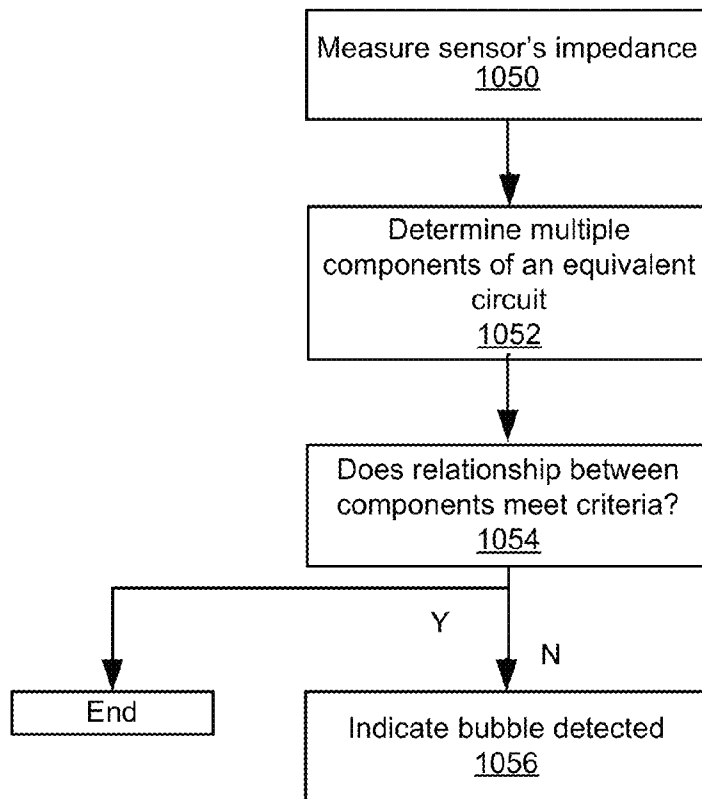 Measure sensor's impedance
1050
Determine multiple
components of an equivalent
circuit
1052
Does relationship between
components meet criteria?
1054
Y
N
End
Indicate bubble detected
1056